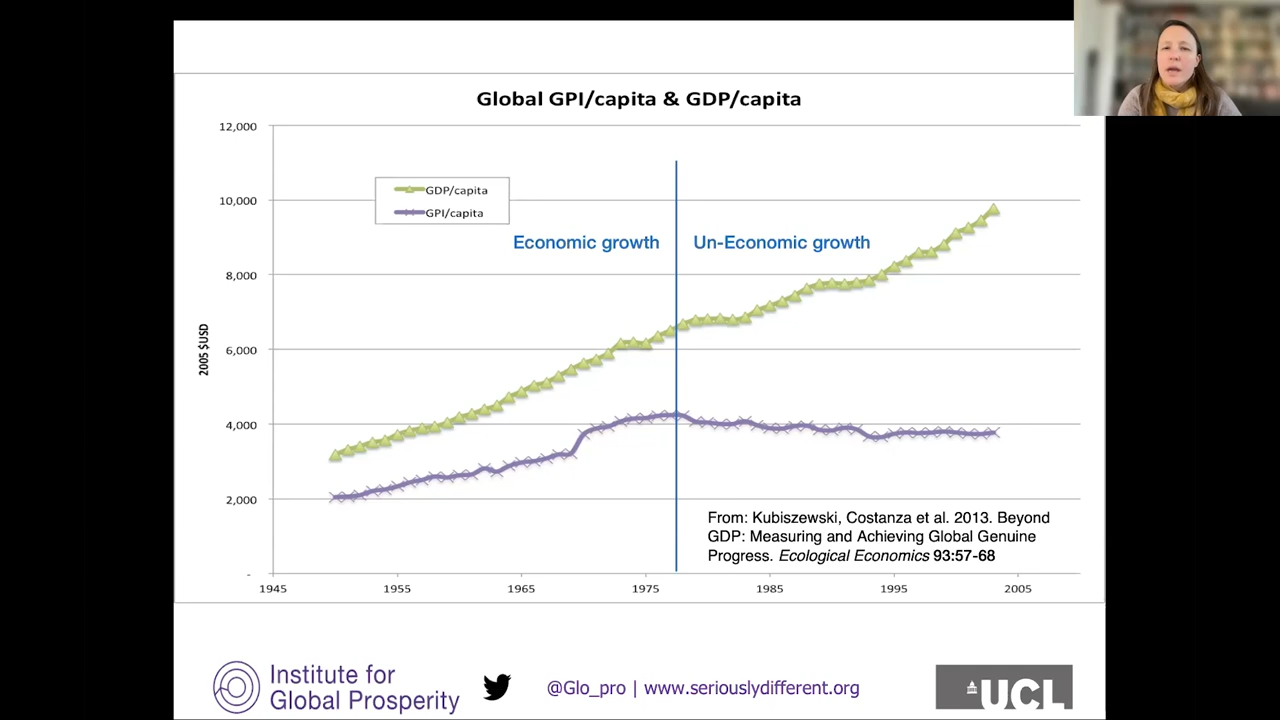 Global GPI/capita & GDP/capita
12,000
10,000
8,000
6,000
4,000
2,000
-
2005 $USD
GDP/capita
GPI/capita
Economic growth
Un-Economic growth
From: Kubiszewski, Costanza et al. 2013. Beyond
GDP: Measuring and Achieving Global Genuine
Progress. Ecological Economics 93:57-68
1945 1955 1965 1975 1985 1995 2005
Institute for
Global Prosperity
@Glo_pro | www.seriouslydifferent.org
UCL